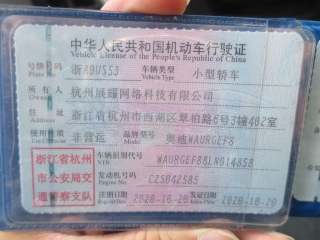 中华人民共和国机动车行驶证
Vehicle License of the People's Republic of China
号牌号码 浙A0U553 车辆类型 小型轿车
Plate No. Vehicle Type
所有人 杭州展耀网络科技有限公司
Owner
住址 浙江省杭州市西湖区翠柏路6号3幢402室
Address
使用性质 非营运 品牌型号 奥迪WAURGEF8
Use Character Model
浙江省杭州市公安局交通警察支队
车辆识别代号 WAURGEF88LN014858
VIN
发动机号码 CZS042585
Engine No.
注册日期 2020-10-20 发证日期 2020-10-20
Register Date Issue Date